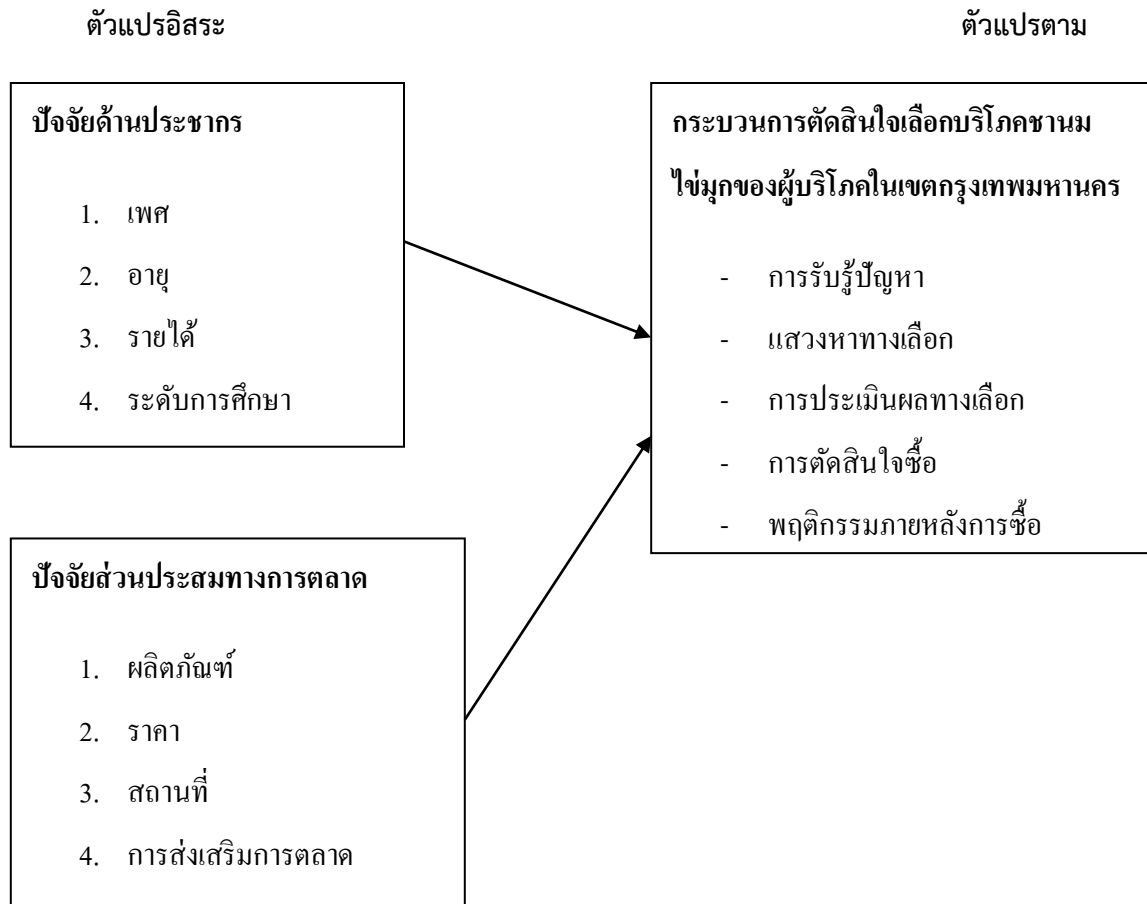 ตัวแปรอิสระ
ตัวแปรตาม
ปัจจัยด้านประชากร
1. เพศ
2. อายุ
3. รายได้
4. ระดับการศึกษา
กระบวนการตัดสินใจเลือกบริโภคชานม
ไข่มุกของผู้บริโภคในเขตกรุงเทพมหานคร
- การรับรู้ปัญหา
- แสวงหาทางเลือก
- การประเมินผลทางเลือก
- การตัดสินใจซื้อ
- พฤติกรรมภายหลังการซื้อ
ปัจจัยส่วนประสมทางการตลาด
1. ผลิตภัณฑ์
2. ราคา
3. สถานที่
4. การส่งเสริมการตลาด